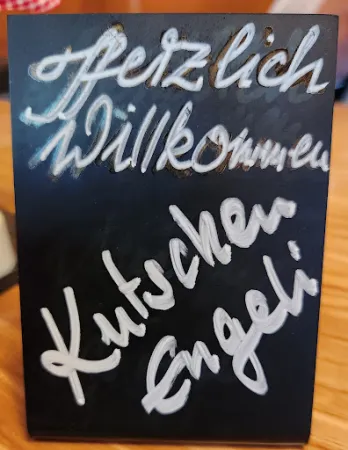 Herzlich
Willkommen
Kutschen
Engeli